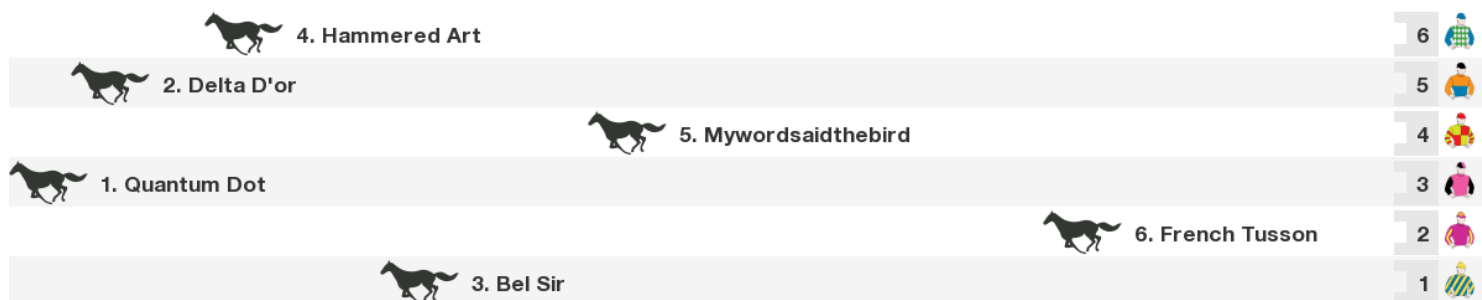 4. Hammered Art 6
2. Delta D'or 5
5. Mywordsaidthebird 4
1. Quantum Dot 3
6. French Tusson 2
3. Bel Sir 1